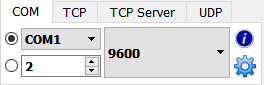 COM TCP TCP Server UDP
COM1 9600
2